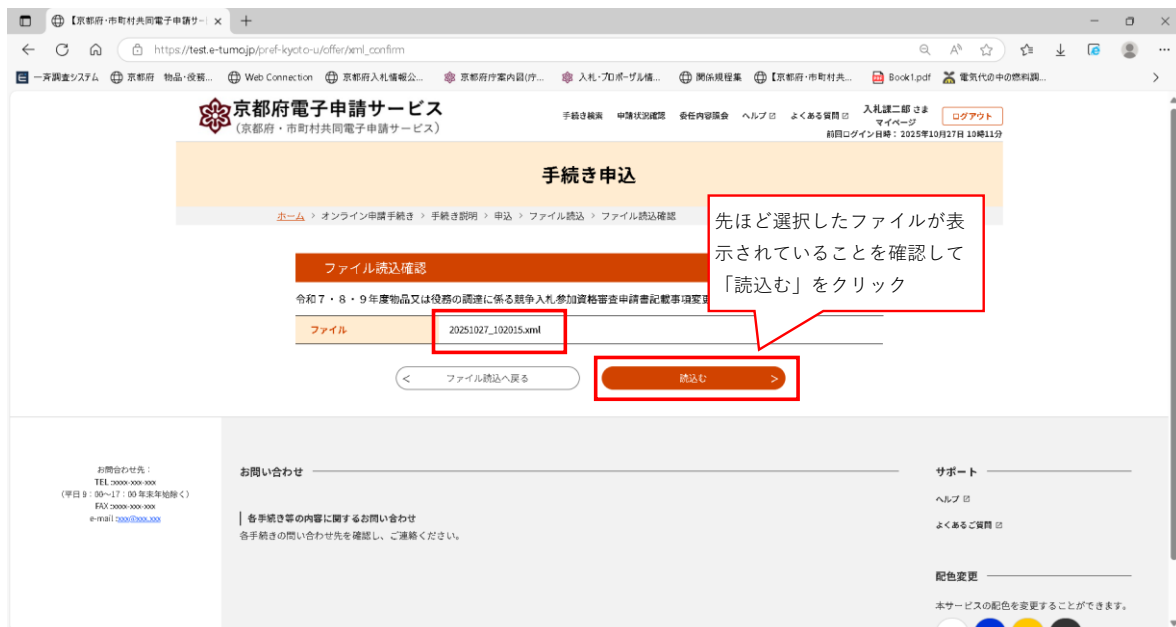 【京都府・市町村共同電子申請サー
https://test.e-tumo.jp/pref-kyoto-u/offer/xml_confirm
一斉調査システム 京都府 物品・役務... Web Connection 京都府入札情報公... 京都府庁案内図(庁... 入札・プロポーザル情... 関係規程集 【京都府・市町村共... Book1.pdf 電気代の中の燃料調...
京都府電子申請サービス
(京都府・市町村共同電子申請サービス)
手続き検索 申請状況確認 委任内容照会 ヘルプ よくある質問
入札課二郎 さま
マイページ
ログアウト
前回ログイン日時：2025年10月27日 10時11分
手続き申込
ホーム > オンライン申請手続き > 手続き説明 > 申込 > ファイル読込 > ファイル読込確認
先ほど選択したファイルが表
示されていることを確認して
「読込む」をクリック
ファイル読込確認
令和7・8・9年度物品又は役務の調達に係る競争入札参加資格審査申請書記載事項変更
ファイル 20251027_102015.xml
< ファイル読込へ戻る
読込む >
お問合わせ先：
TEL:xxxx-xxx-xxx
(平日 9：00～17：00 年末年始除く)
FAX:xxxx-xxx-xxx
e-mail:xxx@xxx.xxx
お問い合わせ
各手続き等の内容に関するお問い合わせ
各手続きの問い合わせ先を確認し、ご連絡ください。
サポート
ヘルプ
よくあるご質問
配色変更
本サービスの配色を変更することができます。